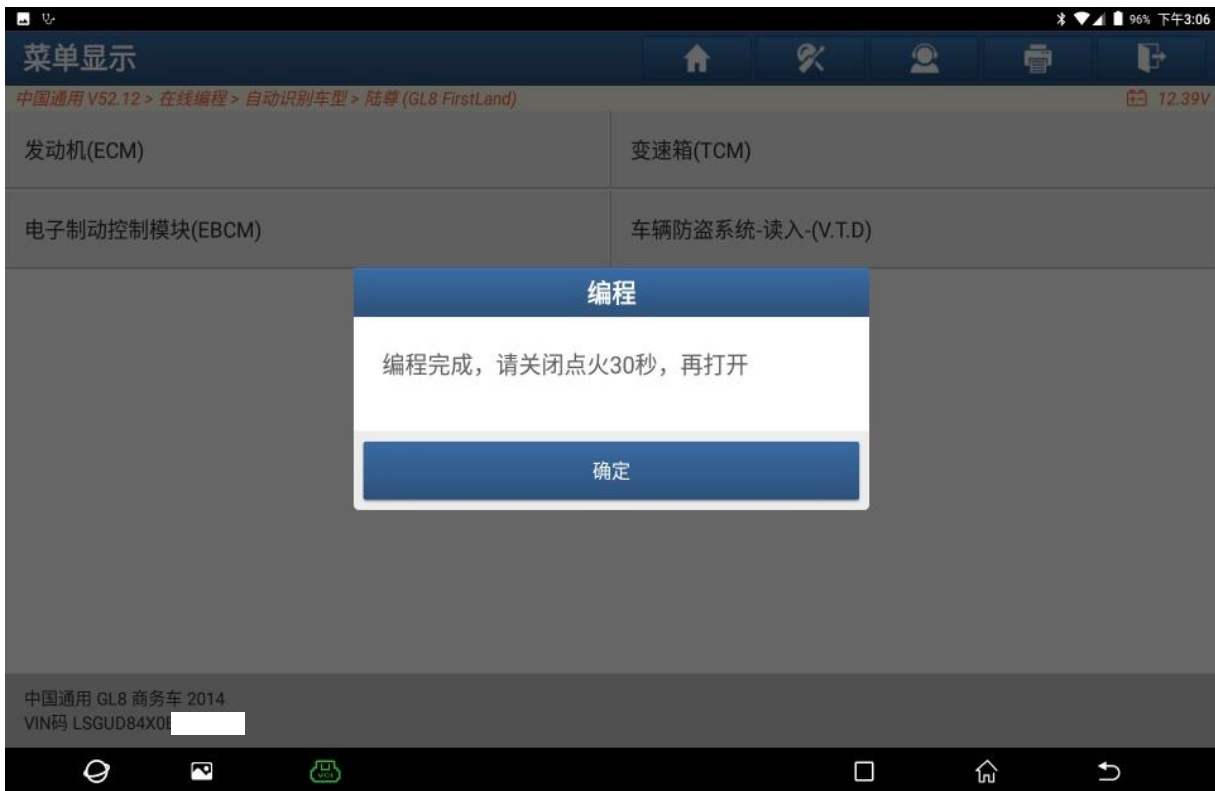 96% 下午3:06
菜单显示
中国通用 V52.12 > 在线编程 > 自动识别车型 > 陆尊 (GL8 FirstLand)
12.39V
发动机(ECM)
变速箱(TCM)
电子制动控制模块(EBCM)
车辆防盗系统-读入-(V.T.D)
编程
编程完成，请关闭点火30秒，再打开
确定
中国通用 GL8 商务车 2014
VIN码 LSGUD84X0
VCI